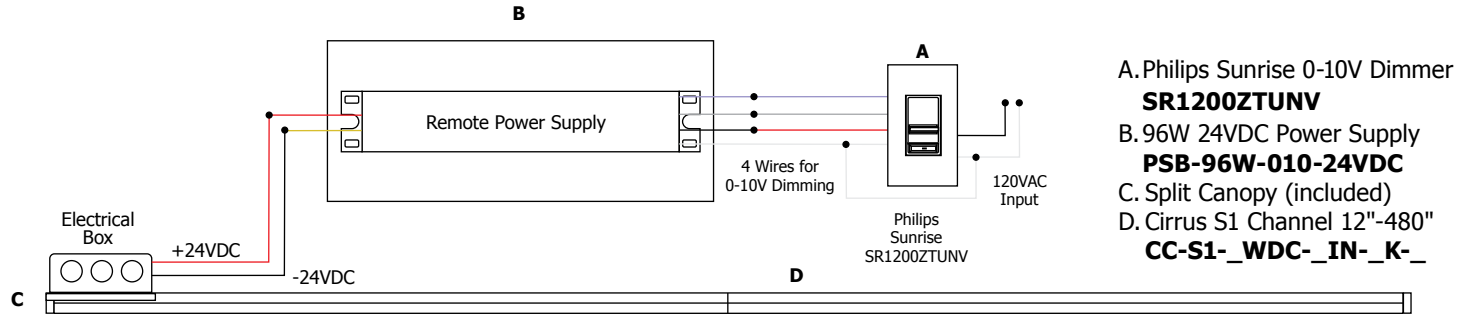 B
A
Remote Power Supply
4 Wires for
0-10V Dimming
120VAC
Input
Philips
Sunrise
SR1200ZTUNV
Electrical
Box
+24VDC
-24VDC
C
D
A. Philips Sunrise 0-10V Dimmer
SR1200ZTUNV
B. 96W 24VDC Power Supply
PSB-96W-010-24VDC
C. Split Canopy (included)
D. Cirrus S1 Channel 12"-480"
CC-S1-_WDC-_IN-_K-_